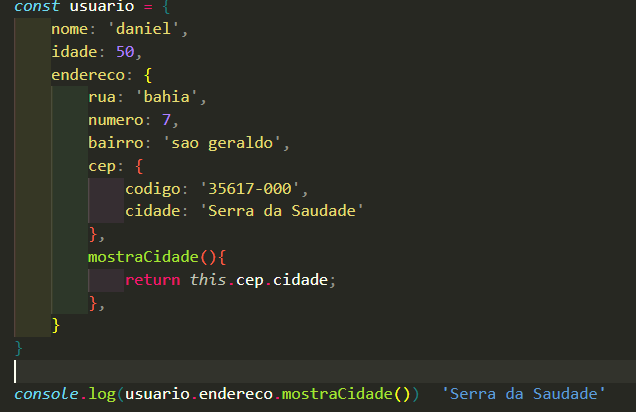 const usuario = {
    nome: 'daniel',
    idade: 50,
    endereco: {
        rua: 'bahia',
        numero: 7,
        bairro: 'sao geraldo',
        cep: {
            codigo: '35617-000',
            cidade: 'Serra da Saudade'
        },
        mostraCidade(){
            return this.cep.cidade;
        },
    }
}
console.log(usuario.endereco.mostraCidade())  'Serra da Saudade'